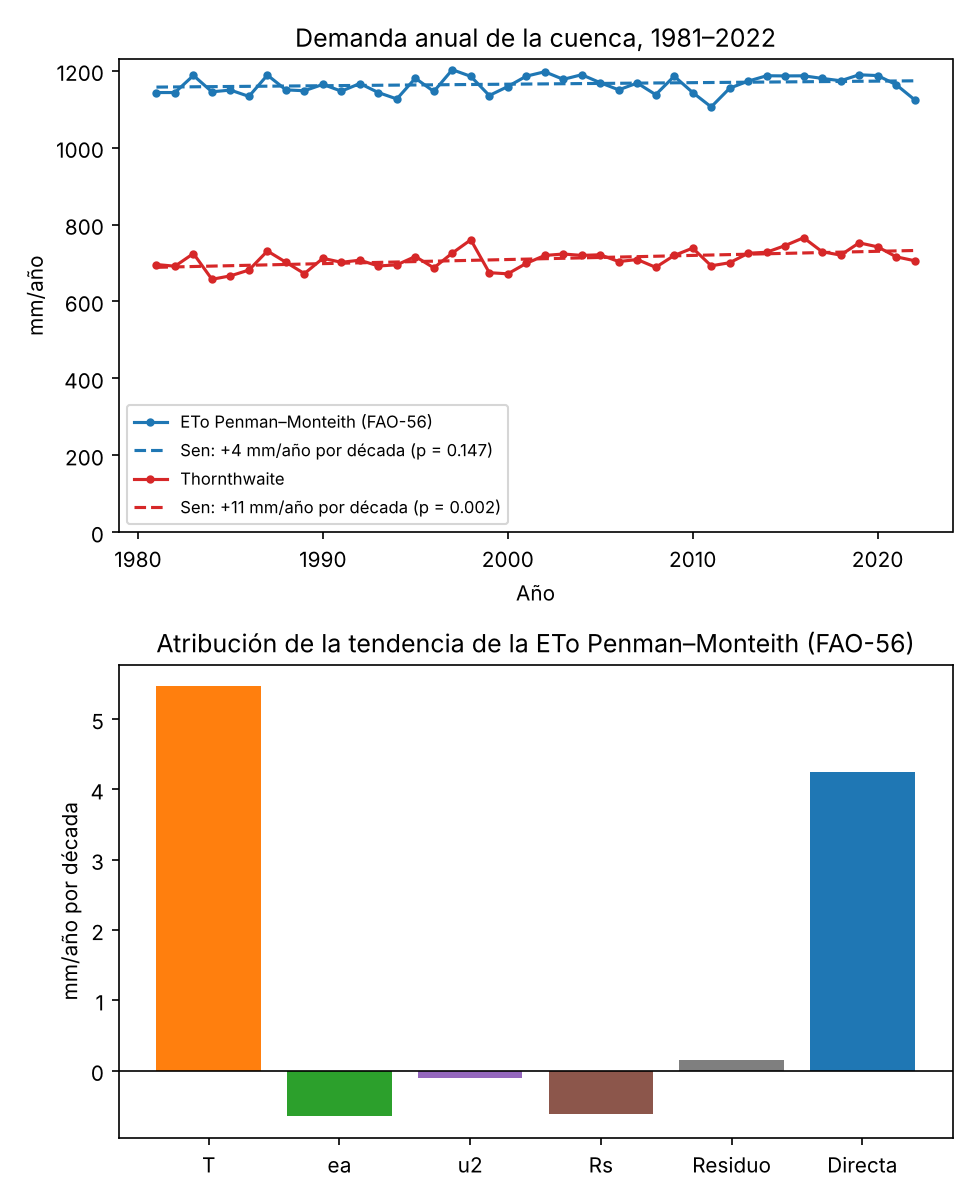 Demanda anual de la cuenca, 1981–2022
1200
1000
800
600
400
200
0
mm/año
ETo Penman–Monteith (FAO-56)
Sen: +4 mm/año por década (p = 0.147)
Thornthwaite
Sen: +11 mm/año por década (p = 0.002)
1980 1990 2000 2010 2020
Año
Atribución de la tendencia de la ETo Penman–Monteith (FAO-56)
5
4
3
2
1
0
mm/año por década
T ea u2 Rs Residuo Directa